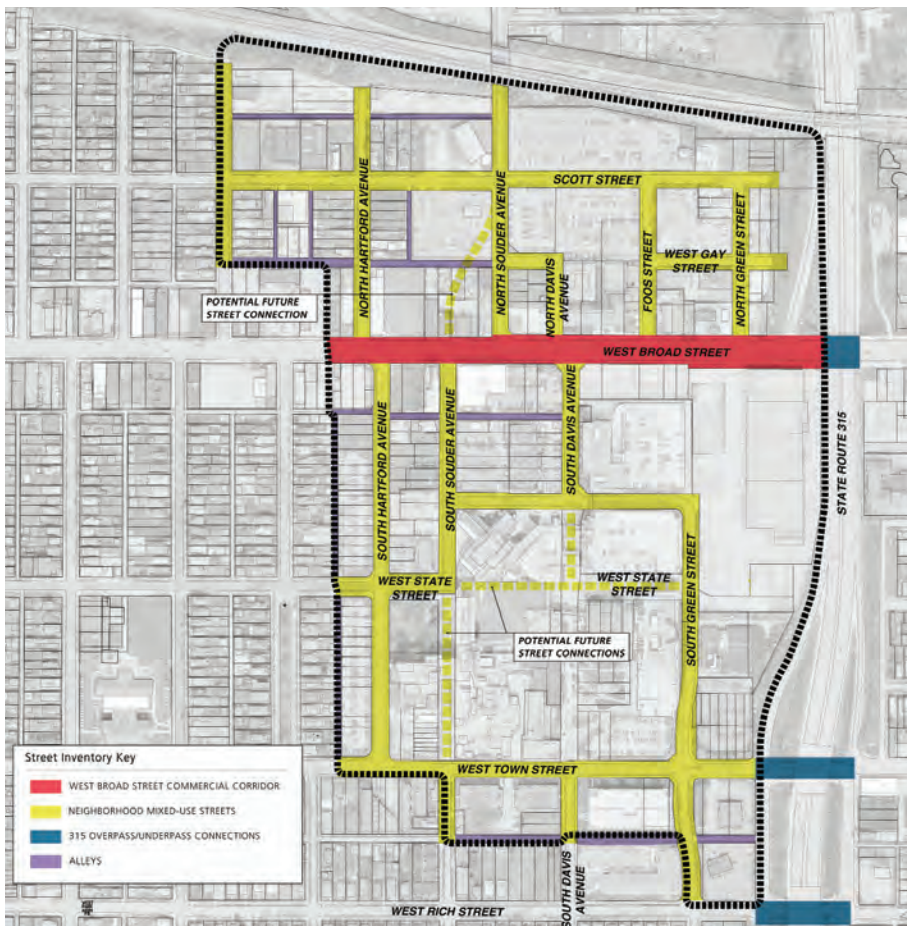 SCOTT STREET
NORTH HARTFORD AVENUE
NORTH SOUDER AVENUE
FOOS STREET
NORTH GREEN STREET
WEST GAY
STREET
NORTH DAVIS
AVENUE
POTENTIAL FUTURE
STREET CONNECTION
WEST BROAD STREET
STATE ROUTE 315
SOUTH HARTFORD AVENUE
SOUTH SOUDER AVENUE
SOUTH DAVIS AVENUE
WEST STATE
STREET
WEST STATE
STREET
SOUTH GREEN STREET
POTENTIAL FUTURE
STREET CONNECTIONS
WEST TOWN STREET
SOUTH DAVIS
AVENUE
WEST RICH STREET
Street Inventory Key
WEST BROAD STREET COMMERCIAL CORRIDOR
NEIGHBORHOOD MIXED-USE STREETS
315 OVERPASS/UNDERPASS CONNECTIONS
ALLEYS